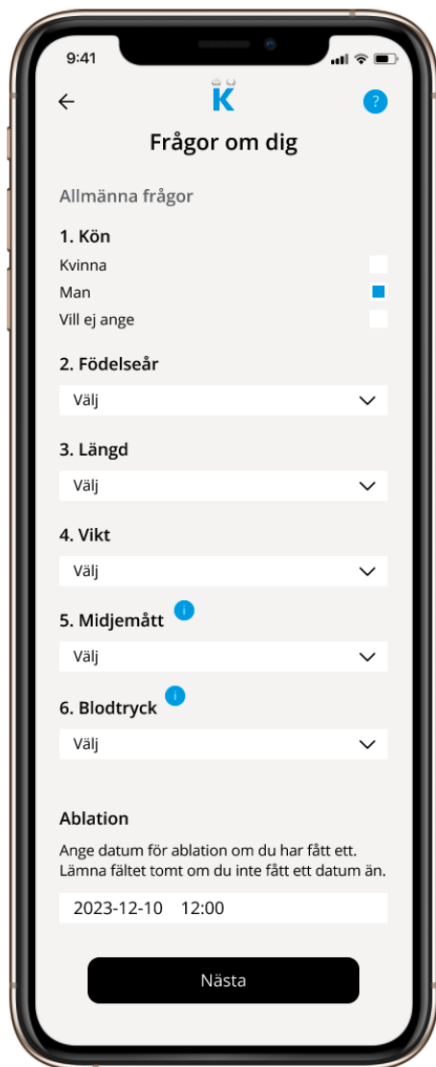 9:41
K
?
Frågor om dig
Allmänna frågor
1. Kön
Kvinna
Man
Vill ej ange
2. Födelseår
Välj
3. Längd
Välj
4. Vikt
Välj
5. Midjemått i
Välj
6. Blodtryck i
Välj
Ablation
Ange datum för ablation om du har fått ett.
Lämna fältet tomt om du inte fått ett datum än.
2023-12-10 12:00
Nästa